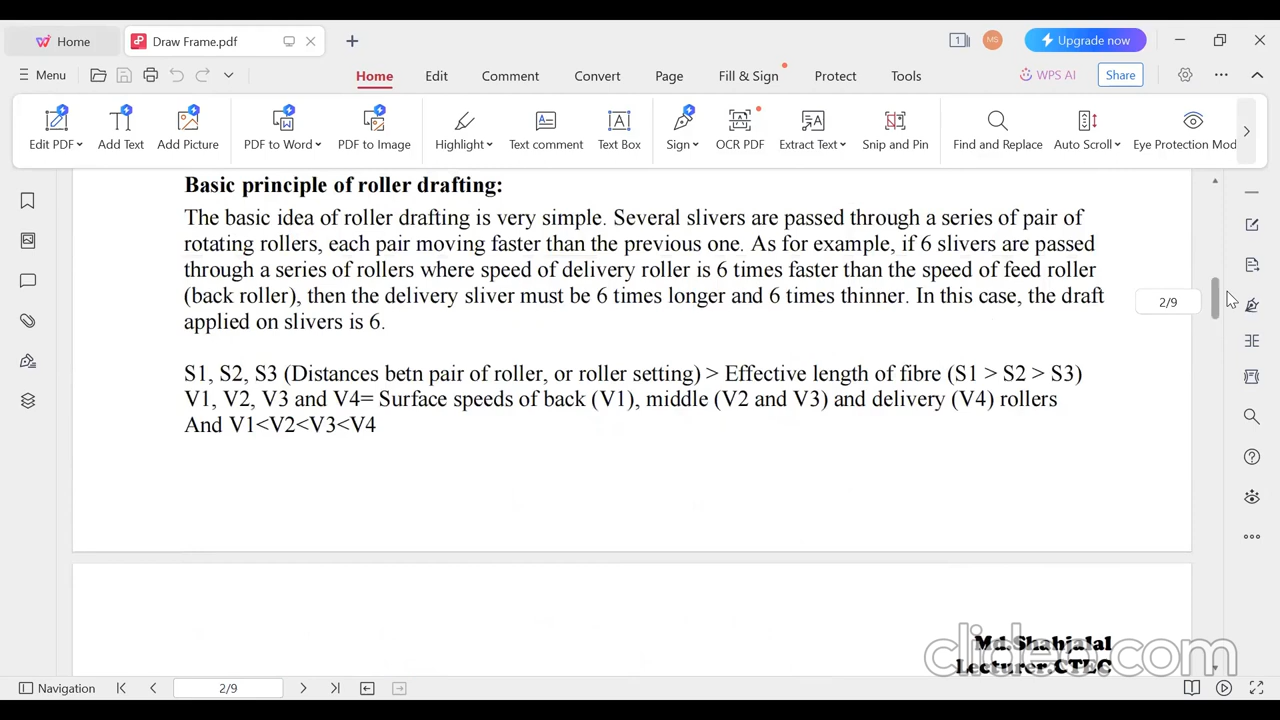 Home
Draw Frame.pdf
1
MS
Upgrade now
Menu
Home
Edit
Comment
Convert
Page
Fill & Sign
Protect
Tools
WPS AI
Share
Edit PDF
Add Text
Add Picture
PDF to Word
PDF to Image
Highlight
Text comment
Text Box
Sign
OCR PDF
Extract Text
Snip and Pin
Find and Replace
Auto Scroll
Eye Protection Mod
Basic principle of roller drafting:
The basic idea of roller drafting is very simple. Several slivers are passed through a series of pair of
rotating rollers, each pair moving faster than the previous one. As for example, if 6 slivers are passed
through a series of rollers where speed of delivery roller is 6 times faster than the speed of feed roller
(back roller), then the delivery sliver must be 6 times longer and 6 times thinner. In this case, the draft
applied on slivers is 6.
2/9
S1, S2, S3 (Distances betn pair of roller, or roller setting) > Effective length of fibre (S1 > S2 > S3)
V1, V2, V3 and V4= Surface speeds of back (V1), middle (V2 and V3) and delivery (V4) rollers
And V1<V2<V3<V4
Md.Shahjalal
Lecturer.CTEC
clideo.com
Navigation
2/9